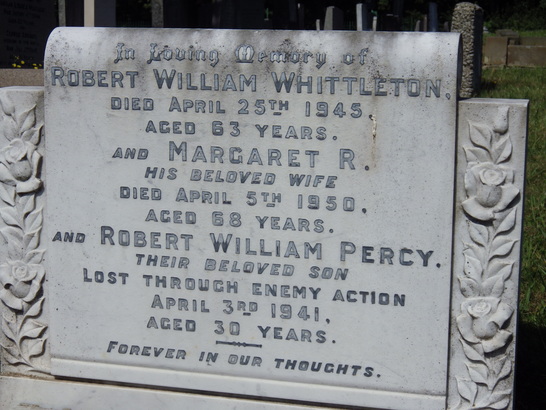 In Loving Memory of
ROBERT WILLIAM WHITTLETON.
DIED APRIL 25TH 1945
AGED 63 YEARS.
AND MARGARET R.
HIS BELOVED WIFE
DIED APRIL 5TH 1950.
AGED 68 YEARS.
AND ROBERT WILLIAM PERCY.
THEIR BELOVED SON
LOST THROUGH ENEMY ACTION
APRIL 3RD 1941.
AGED 30 YEARS.
FOREVER IN OUR THOUGHTS.